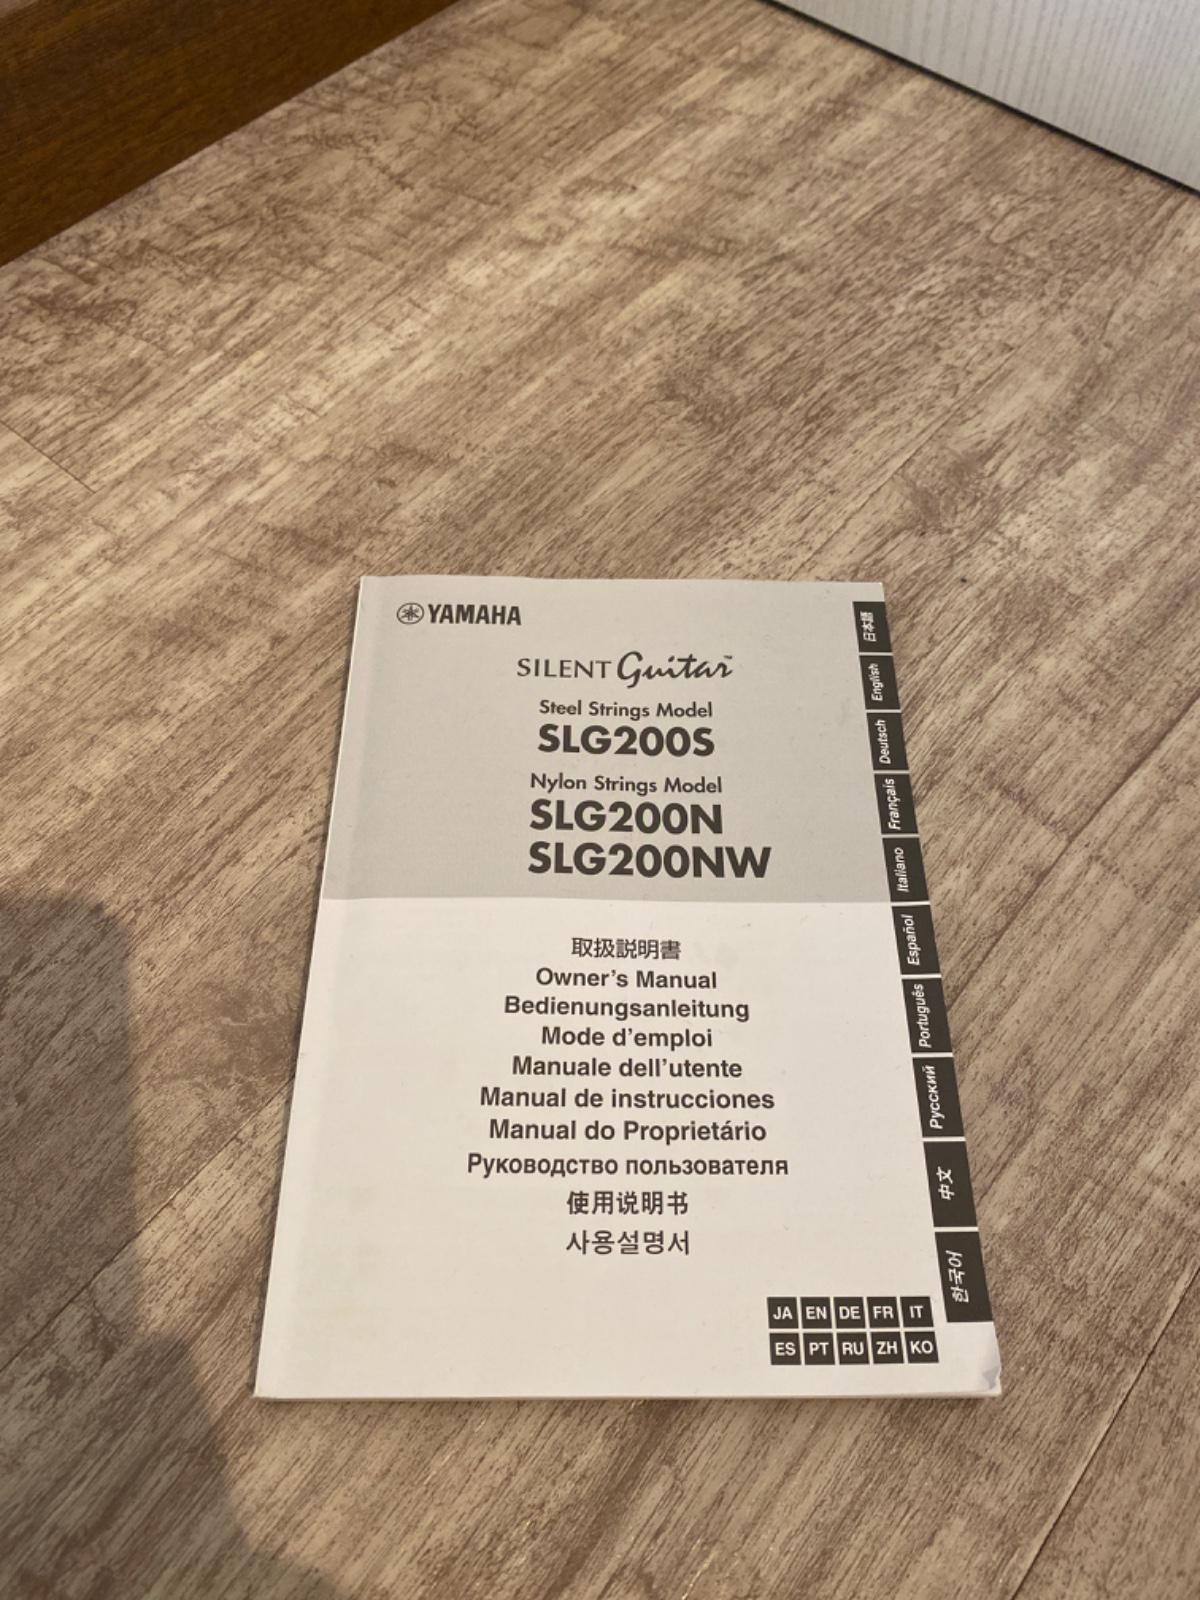 YAMAHA
SILENT Guitar™
Steel Strings Model
SLG200S
Nylon Strings Model
SLG200N
SLG200NW
取扱説明書
Owner's Manual
Bedienungsanleitung
Mode d'emploi
Manuale dell'utente
Manual de instrucciones
Manual do Proprietário
Руководство пользователя
使用说明书
사용설명서
JA EN DE FR IT
ES PT RU ZH KO
日本語
English
Deutsch
Français
Italiano
Español
Português
Русский
中文
한국어